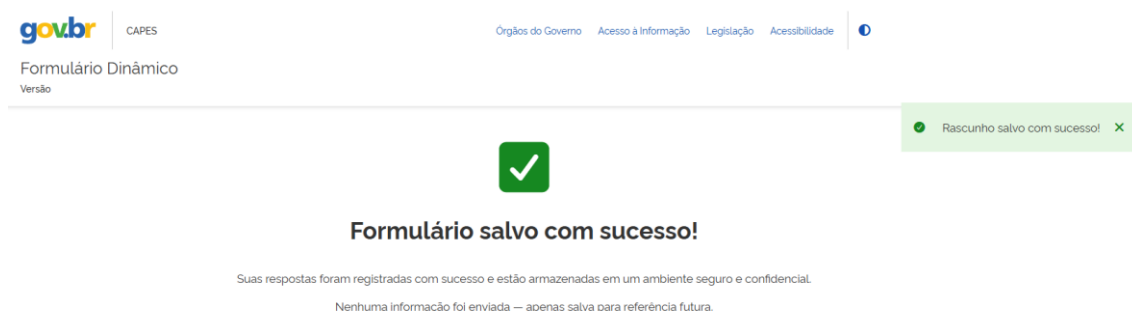 gov.br CAPES Órgãos do Governo Acesso à Informação Legislação Acessibilidade
Formulário Dinâmico
Versão
Rascunho salvo com sucesso!
Formulário salvo com sucesso!
Suas respostas foram registradas com sucesso e estão armazenadas em um ambiente seguro e confidencial.
Nenhuma informação foi enviada — apenas salva para referência futura.